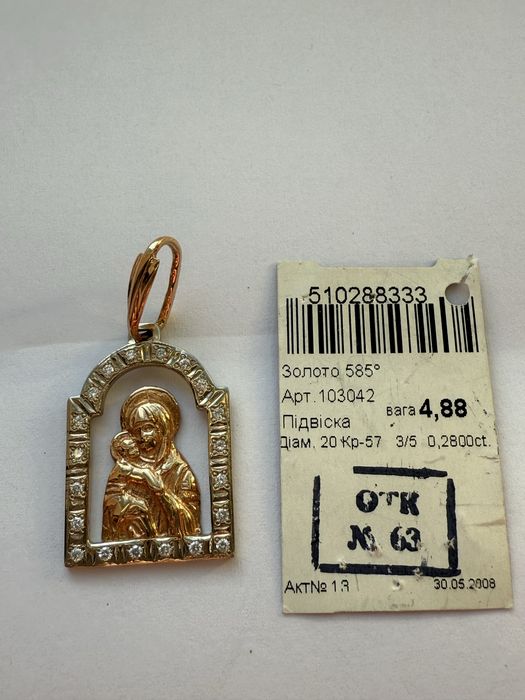 510288333
Золото 585°
Арт.103042
Підвіска вага 4,88
Діам. 20 Кр-57 3/5 0,2800ct.
ОТК
№ 63
Акт№ 13 30.05.2008